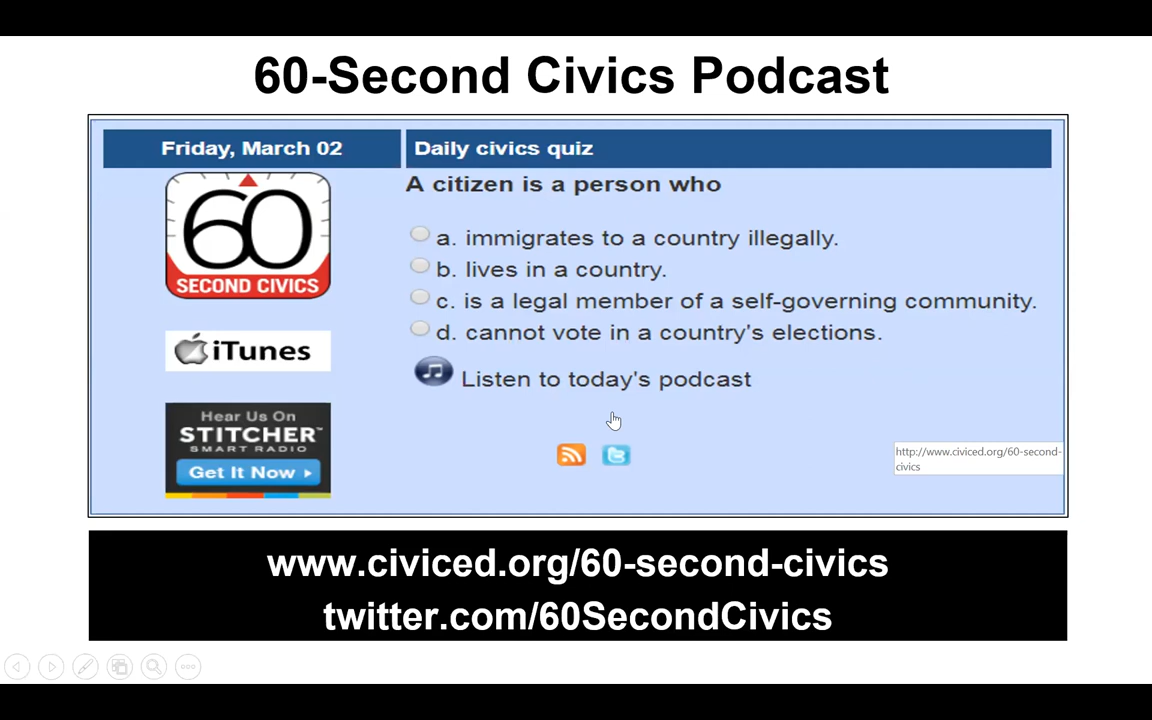 60-Second Civics Podcast
Friday, March 02
Daily civics quiz
60
SECOND CIVICS
iTunes
Hear Us On
STITCHER™
SMART RADIO
Get It Now
A citizen is a person who
a. immigrates to a country illegally.
b. lives in a country.
c. is a legal member of a self-governing community.
d. cannot vote in a country's elections.
Listen to today's podcast
http://www.civiced.org/60-second-
civics
www.civiced.org/60-second-civics
twitter.com/60SecondCivics